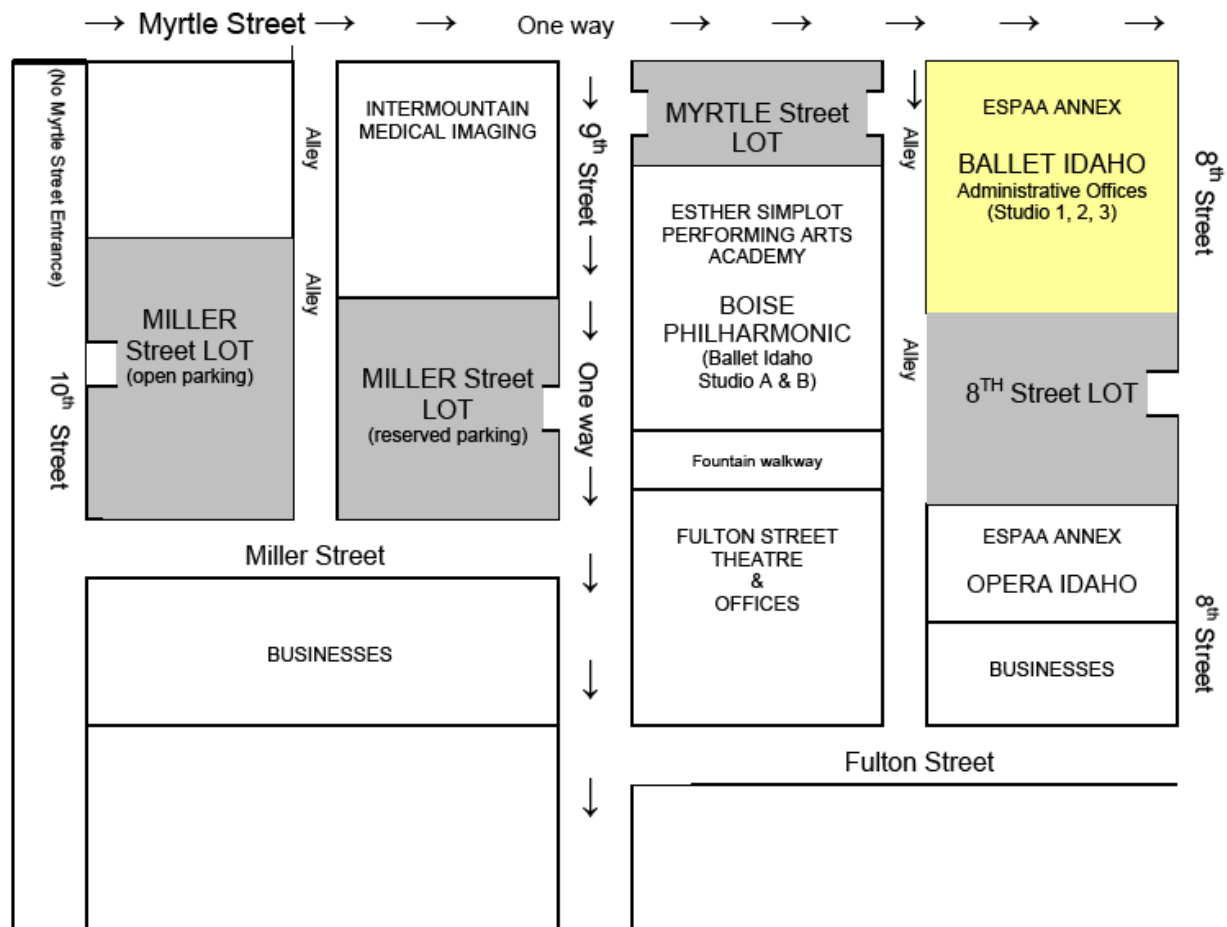 Myrtle Street
One way
(No Myrtle Street Entrance)
10th Street
MILLER
Street LOT
(open parking)
Alley
Alley
INTERMOUNTAIN
MEDICAL IMAGING
MILLER Street
LOT
(reserved parking)
9th Street
One way
MYRTLE Street
LOT
ESTHER SIMPLOT
PERFORMING ARTS
ACADEMY
BOISE
PHILHARMONIC
(Ballet Idaho
Studio A & B)
Fountain walkway
FULTON STREET
THEATRE
&
OFFICES
Alley
Alley
ESPAA ANNEX
BALLET IDAHO
Administrative Offices
(Studio 1, 2, 3)
8TH Street LOT
ESPAA ANNEX
OPERA IDAHO
BUSINESSES
8th Street
8th Street
Miller Street
BUSINESSES
Fulton Street